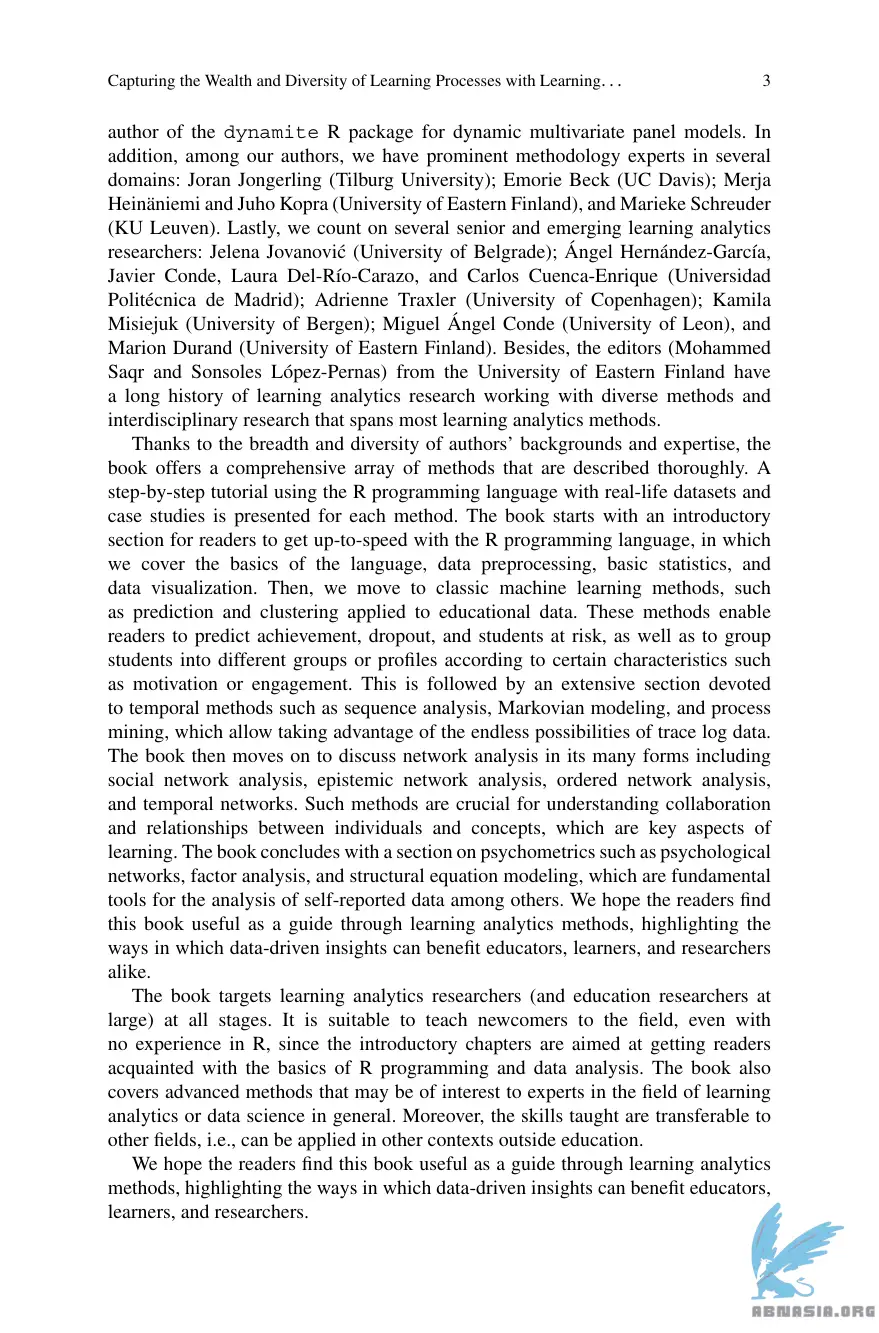 Capturing the Wealth and Diversity of Learning Processes with Learning. . . 3
author of the dynamite R package for dynamic multivariate panel models. In
addition, among our authors, we have prominent methodology experts in several
domains: Joran Jongerling (Tilburg University); Emorie Beck (UC Davis); Merja
Heinäniemi and Juho Kopra (University of Eastern Finland), and Marieke Schreuder
(KU Leuven). Lastly, we count on several senior and emerging learning analytics
researchers: Jelena Jovanović (University of Belgrade); Ángel Hernández-García,
Javier Conde, Laura Del-Río-Carazo, and Carlos Cuenca-Enrique (Universidad
Politécnica de Madrid); Adrienne Traxler (University of Copenhagen); Kamila
Misiejuk (University of Bergen); Miguel Ángel Conde (University of Leon), and
Marion Durand (University of Eastern Finland). Besides, the editors (Mohammed
Saqr and Sonsoles López-Pernas) from the University of Eastern Finland have
a long history of learning analytics research working with diverse methods and
interdisciplinary research that spans most learning analytics methods.
Thanks to the breadth and diversity of authors' backgrounds and expertise, the
book offers a comprehensive array of methods that are described thoroughly. A
step-by-step tutorial using the R programming language with real-life datasets and
case studies is presented for each method. The book starts with an introductory
section for readers to get up-to-speed with the R programming language, in which
we cover the basics of the language, data preprocessing, basic statistics, and
data visualization. Then, we move to classic machine learning methods, such
as prediction and clustering applied to educational data. These methods enable
readers to predict achievement, dropout, and students at risk, as well as to group
students into different groups or profiles according to certain characteristics such
as motivation or engagement. This is followed by an extensive section devoted
to temporal methods such as sequence analysis, Markovian modeling, and process
mining, which allow taking advantage of the endless possibilities of trace log data.
The book then moves on to discuss network analysis in its many forms including
social network analysis, epistemic network analysis, ordered network analysis,
and temporal networks. Such methods are crucial for understanding collaboration
and relationships between individuals and concepts, which are key aspects of
learning. The book concludes with a section on psychometrics such as psychological
networks, factor analysis, and structural equation modeling, which are fundamental
tools for the analysis of self-reported data among others. We hope the readers find
this book useful as a guide through learning analytics methods, highlighting the
ways in which data-driven insights can benefit educators, learners, and researchers
alike.
The book targets learning analytics researchers (and education researchers at
large) at all stages. It is suitable to teach newcomers to the field, even with
no experience in R, since the introductory chapters are aimed at getting readers
acquainted with the basics of R programming and data analysis. The book also
covers advanced methods that may be of interest to experts in the field of learning
analytics or data science in general. Moreover, the skills taught are transferable to
other fields, i.e., can be applied in other contexts outside education.
We hope the readers find this book useful as a guide through learning analytics
methods, highlighting the ways in which data-driven insights can benefit educators,
learners, and researchers.
ABNASIA.ORG